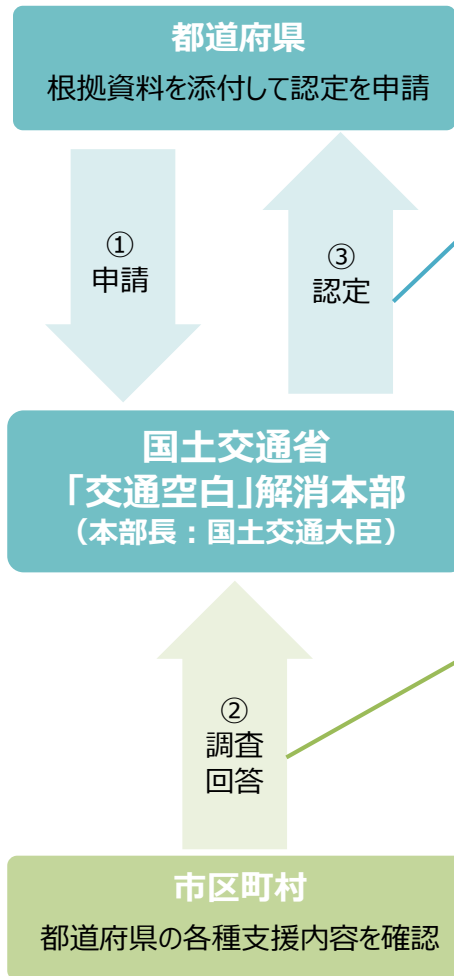 都道府県
根拠資料を添付して認定を申請
①
申請
③
認定
国土交通省
「交通空白」解消本部
（本部長：国土交通大臣）
②
調査
回答
市区町村
都道府県の各種支援内容を確認